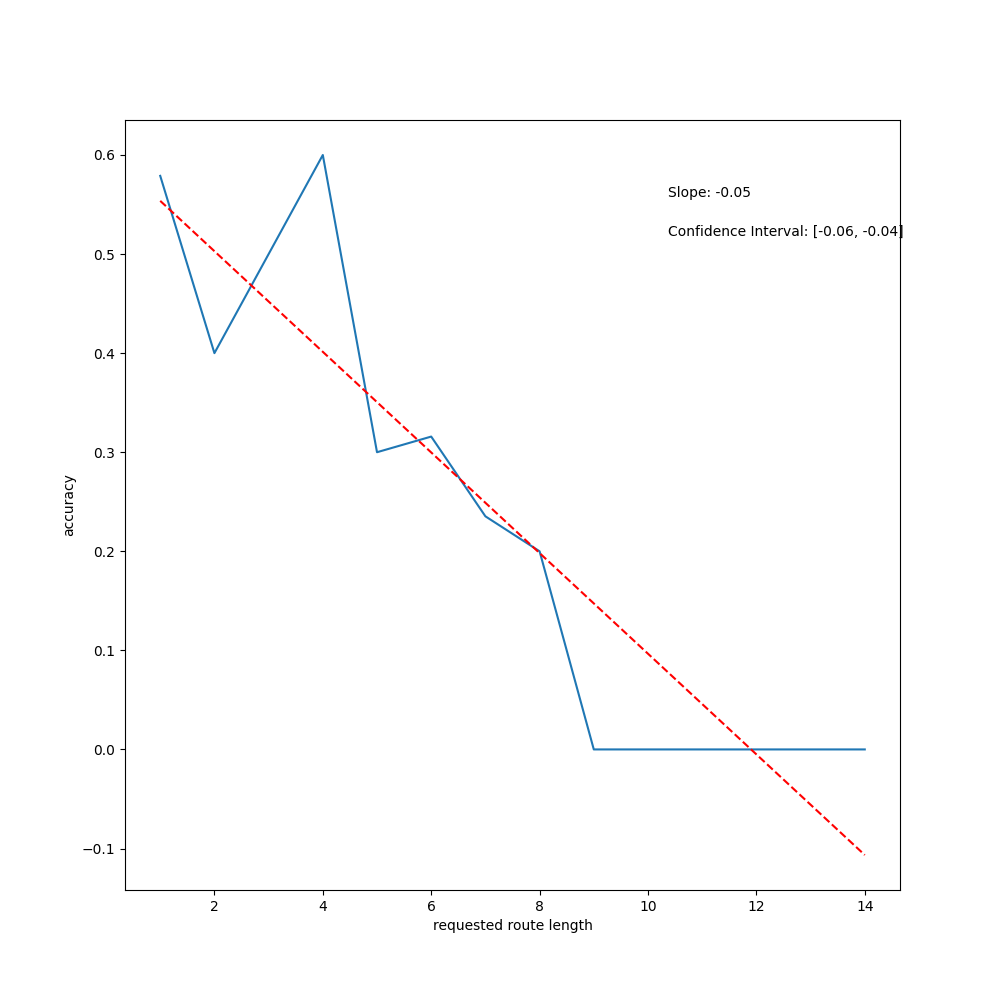 0.6
0.5
0.4
0.3
0.2
0.1
0.0
−0.1
accuracy
Slope: -0.05
Confidence Interval: [-0.06, -0.04]
2 4 6 8 10 12 14
requested route length